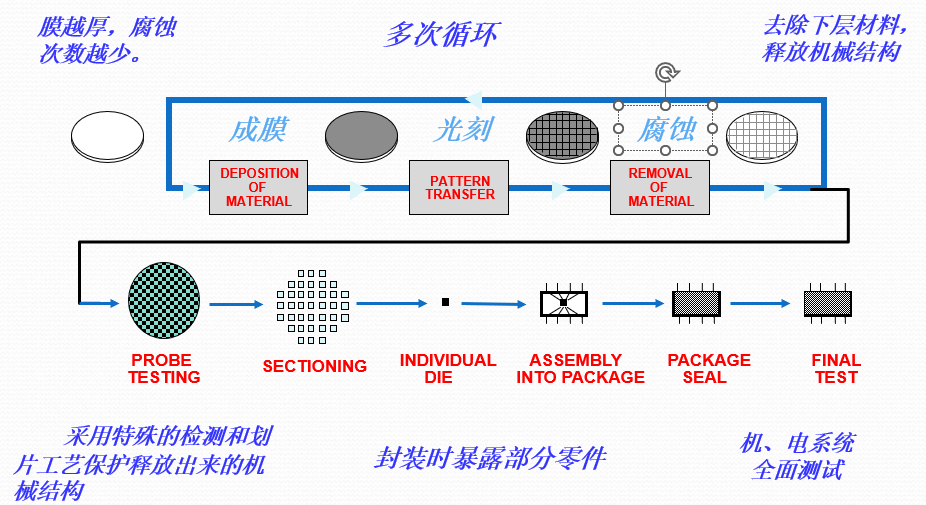 膜越厚，腐蚀
次数越少。
多次循环
去除下层材料，
释放机械结构
成膜
光刻
腐蚀
DEPOSITION
OF
MATERIAL
PATTERN
TRANSFER
REMOVAL
OF
MATERIAL
PROBE
TESTING
SECTIONING
INDIVIDUAL
DIE
ASSEMBLY
INTO PACKAGE
PACKAGE
SEAL
FINAL
TEST
采用特殊的检测和划
片工艺保护释放出来的机
械结构
封装时暴露部分零件
机、电系统
全面测试